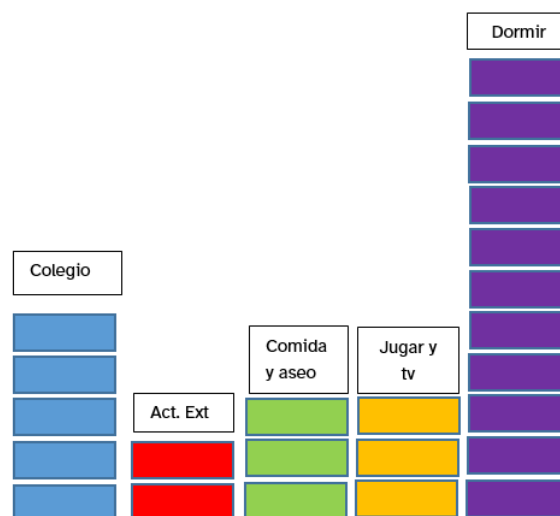 Dormir
Colegio
Comida
y aseo
Jugar y
tv
Act. Ext